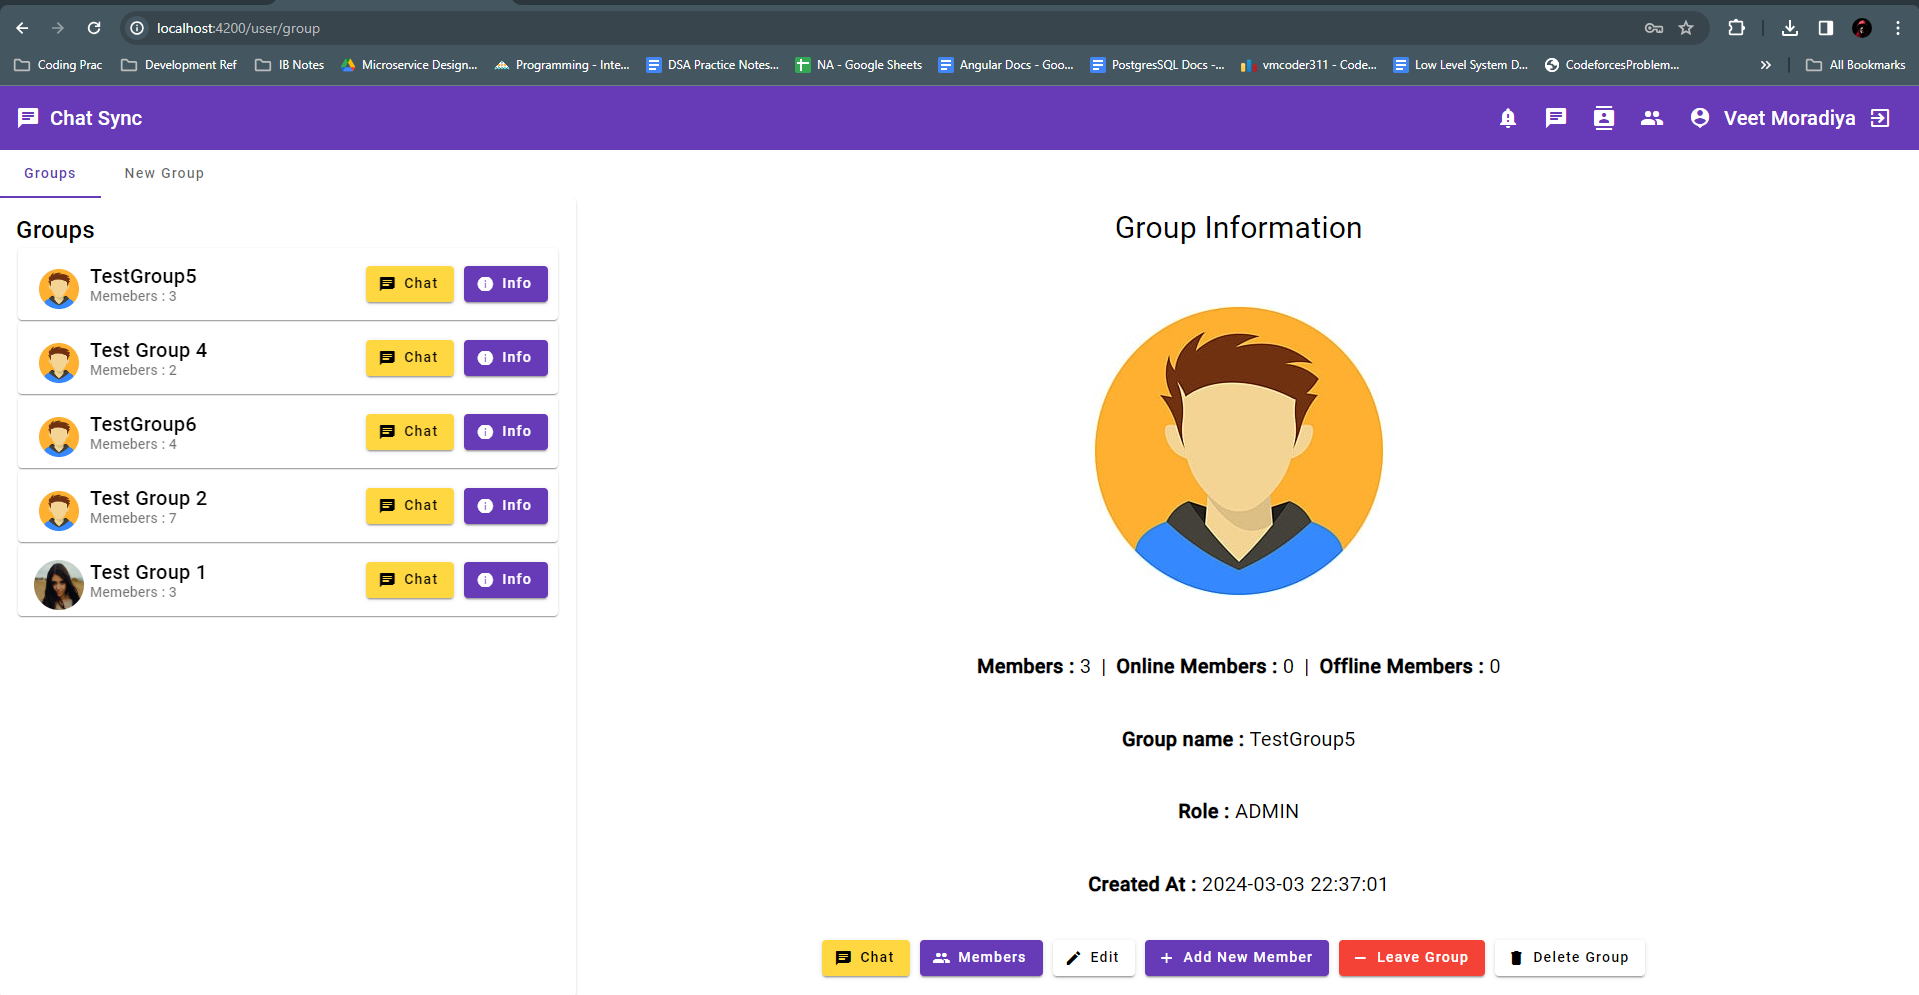 localhost:4200/user/group
Coding Prac Development Ref IB Notes Microservice Design... Programming - Inte... DSA Practice Notes... NA - Google Sheets Angular Docs - Goo... PostgresSQL Docs -... vmcoder311 - Code... Low Level System D... CodeforcesProblem... » All Bookmarks
Chat Sync Veet Moradiya
Groups New Group
Groups
TestGroup5
Memebers : 3
Chat Info
Test Group 4
Memebers : 2
Chat Info
TestGroup6
Memebers : 4
Chat Info
Test Group 2
Memebers : 7
Chat Info
Test Group 1
Memebers : 3
Chat Info
Group Information
Members : 3 | Online Members : 0 | Offline Members : 0
Group name : TestGroup5
Role : ADMIN
Created At : 2024-03-03 22:37:01
Chat Members Edit + Add New Member − Leave Group Delete Group